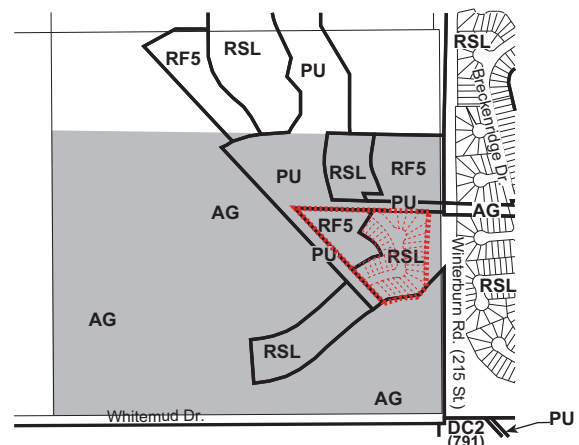 RSL
RF5
RSL
PU
Breckenridge Dr.
PU
RSL
RF5
PU
AG
AG
RF5
PU
RSL
Winterburn Rd. (215 St.)
RSL
AG
RSL
AG
Whitemud Dr.
DC2
(791)
PU